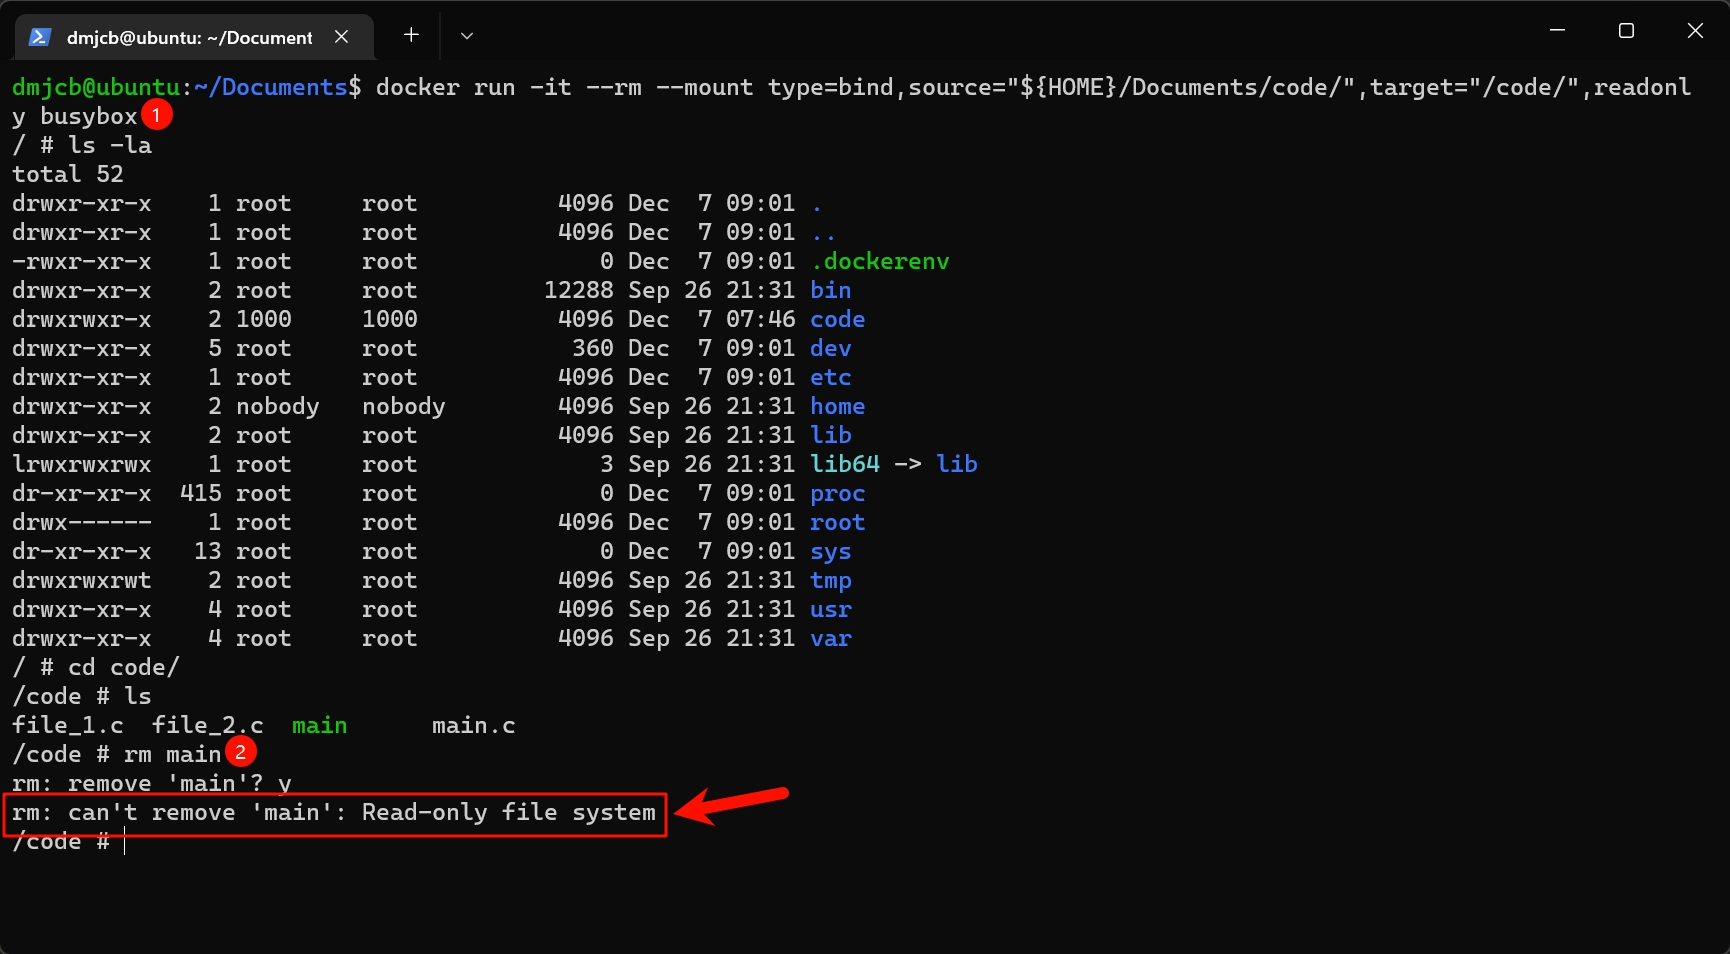 dmjcb@ubuntu: ~/Document
dmjcb@ubuntu:~/Documents$ docker run -it --rm --mount type=bind,source="${HOME}/Documents/code/",target="/code/",readonl
y busybox 1
/ # ls -la
total 52
drwxr-xr-x    1 root     root          4096 Dec  7 09:01 .
drwxr-xr-x    1 root     root          4096 Dec  7 09:01 ..
-rwxr-xr-x    1 root     root             0 Dec  7 09:01 .dockerenv
drwxr-xr-x    2 root     root         12288 Sep 26 21:31 bin
drwxrwxr-x    2 1000     1000          4096 Dec  7 07:46 code
drwxr-xr-x    5 root     root           360 Dec  7 09:01 dev
drwxr-xr-x    1 root     root          4096 Dec  7 09:01 etc
drwxr-xr-x    2 nobody   nobody        4096 Sep 26 21:31 home
drwxr-xr-x    2 root     root          4096 Sep 26 21:31 lib
lrwxrwxrwx    1 root     root             3 Sep 26 21:31 lib64 -> lib
dr-xr-xr-x  415 root     root             0 Dec  7 09:01 proc
drwx------    1 root     root          4096 Dec  7 09:01 root
dr-xr-xr-x   13 root     root             0 Dec  7 09:01 sys
drwxrwxrwt    2 root     root          4096 Sep 26 21:31 tmp
drwxr-xr-x    4 root     root          4096 Sep 26 21:31 usr
drwxr-xr-x    4 root     root          4096 Sep 26 21:31 var
/ # cd code/
/code # ls
file_1.c  file_2.c  main      main.c
/code # rm main 2
rm: remove 'main'? y
rm: can't remove 'main': Read-only file system
/code #